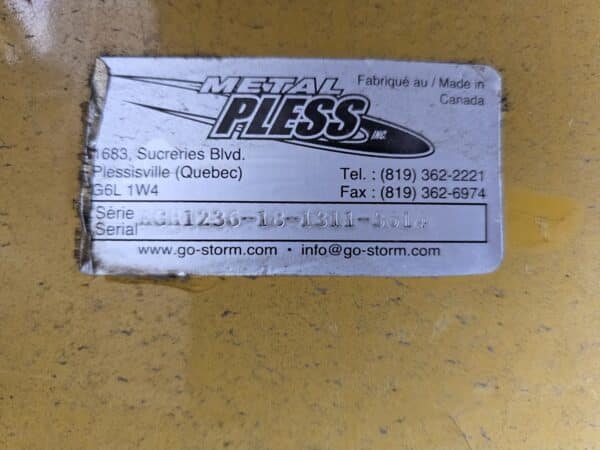 METAL
PLESS INC.
Fabriqué au / Made in
Canada
1683, Sucreries Blvd.
Plessisville (Quebec)
G6L 1W4
Tel. : (819) 362-2221
Fax : (819) 362-6974
Série
Serial
www.go-storm.com • info@go-storm.com